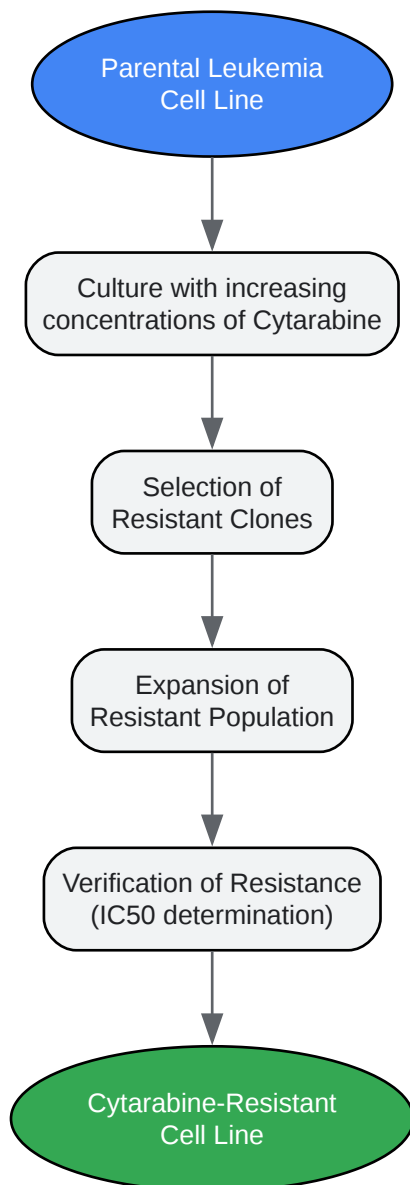 Parental Leukemia
Cell Line
Culture with increasing
concentrations of Cytarabine
Selection of
Resistant Clones
Expansion of
Resistant Population
Verification of Resistance
(IC50 determination)
Cytarabine-Resistant
Cell Line